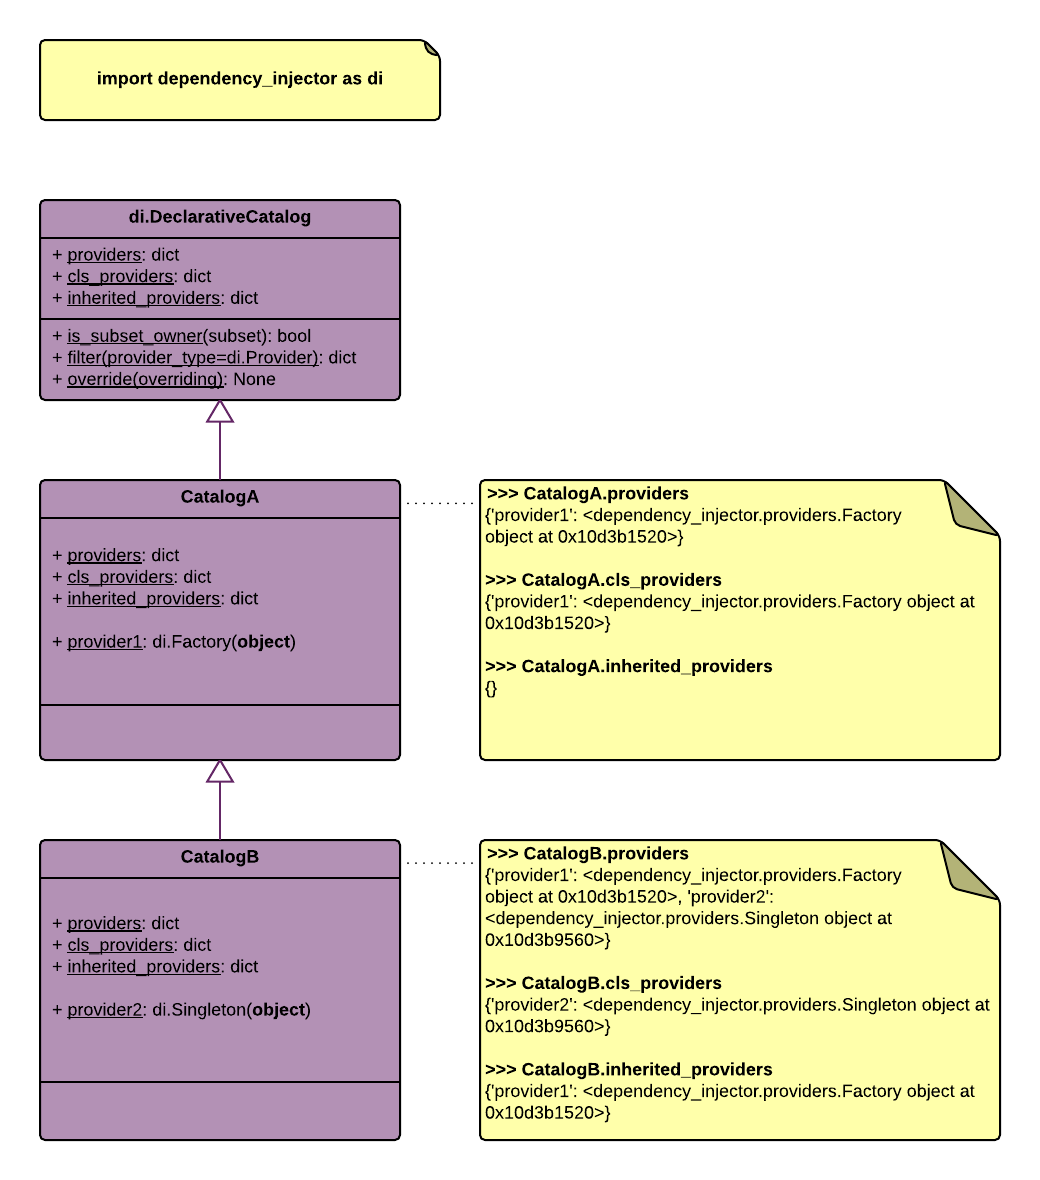 import dependency_injector as di
di.DeclarativeCatalog
+ providers: dict
+ cls_providers: dict
+ inherited_providers: dict
+ is_subset_owner(subset): bool
+ filter(provider_type=di.Provider): dict
+ override(overriding): None
CatalogA
+ providers: dict
+ cls_providers: dict
+ inherited_providers: dict
+ provider1: di.Factory(object)
>>> CatalogA.providers
{'provider1': <dependency_injector.providers.Factory
object at 0x10d3b1520>}
>>> CatalogA.cls_providers
{'provider1': <dependency_injector.providers.Factory object at
0x10d3b1520>}
>>> CatalogA.inherited_providers
{}
CatalogB
+ providers: dict
+ cls_providers: dict
+ inherited_providers: dict
+ provider2: di.Singleton(object)
>>> CatalogB.providers
{'provider1': <dependency_injector.providers.Factory
object at 0x10d3b1520>, 'provider2':
<dependency_injector.providers.Singleton object at
0x10d3b9560>}
>>> CatalogB.cls_providers
{'provider2': <dependency_injector.providers.Singleton object at
0x10d3b9560>}
>>> CatalogB.inherited_providers
{'provider1': <dependency_injector.providers.Factory object at
0x10d3b1520>}